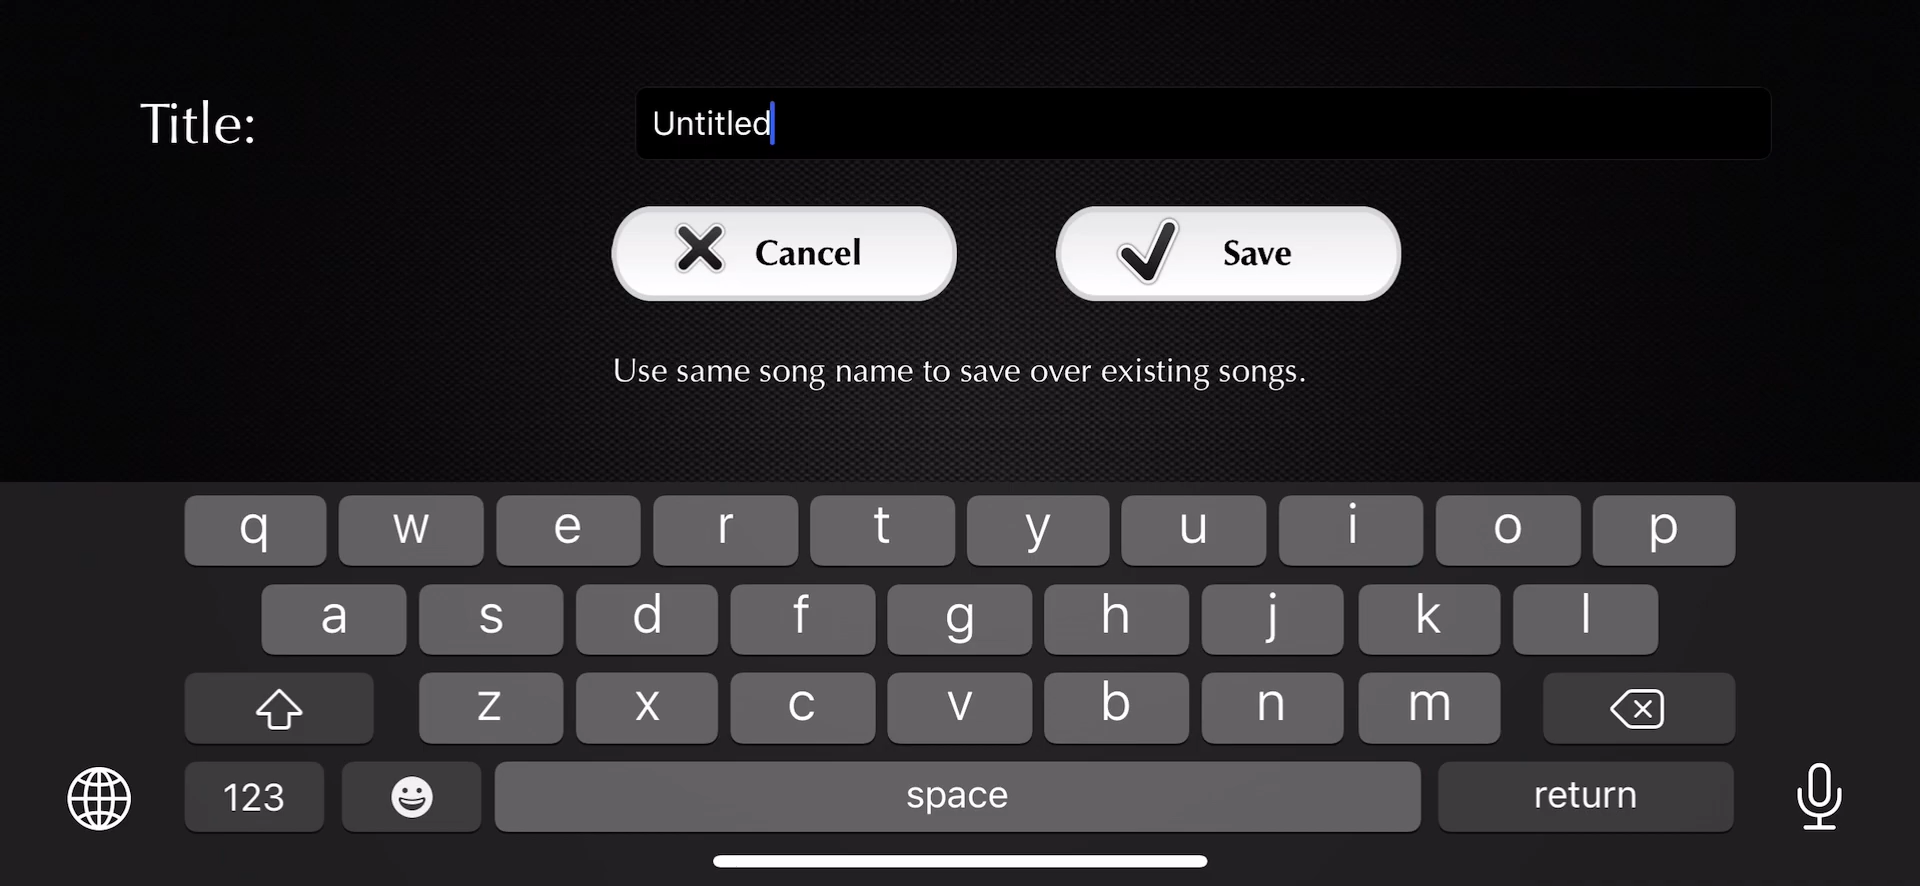 Title:
Untitled
Cancel
Save
Use same song name to save over existing songs.
q w e r t y u i o p
a s d f g h j k l
z x c v b n m
123 space return